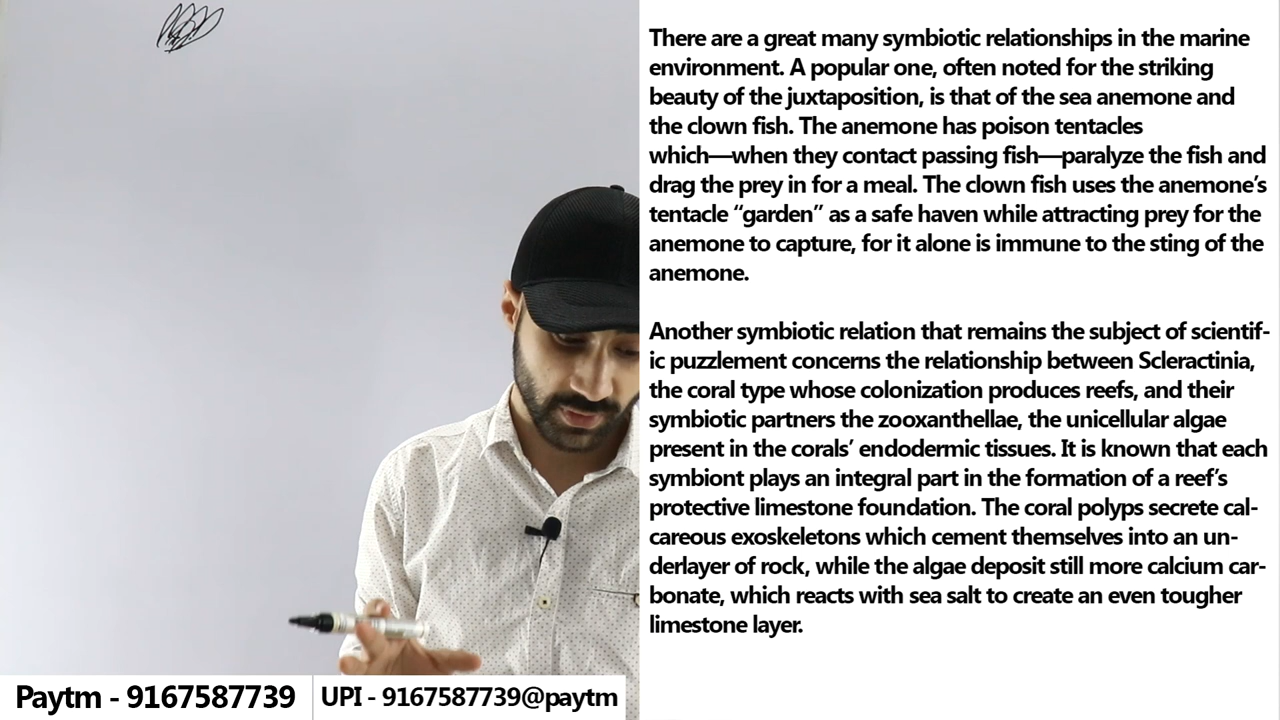 There are a great many symbiotic relationships in the marine
environment. A popular one, often noted for the striking
beauty of the juxtaposition, is that of the sea anemone and
the clown fish. The anemone has poison tentacles
which—when they contact passing fish—paralyze the fish and
drag the prey in for a meal. The clown fish uses the anemone's
tentacle “garden” as a safe haven while attracting prey for the
anemone to capture, for it alone is immune to the sting of the
anemone.
Another symbiotic relation that remains the subject of scientif-
ic puzzlement concerns the relationship between Scleractinia,
the coral type whose colonization produces reefs, and their
symbiotic partners the zooxanthellae, the unicellular algae
present in the corals’ endodermic tissues. It is known that each
symbiont plays an integral part in the formation of a reef’s
protective limestone foundation. The coral polyps secrete cal-
careous exoskeletons which cement themselves into an un-
derlayer of rock, while the algae deposit still more calcium car-
bonate, which reacts with sea salt to create an even tougher
limestone layer.
Paytm - 9167587739
UPI - 9167587739@paytm